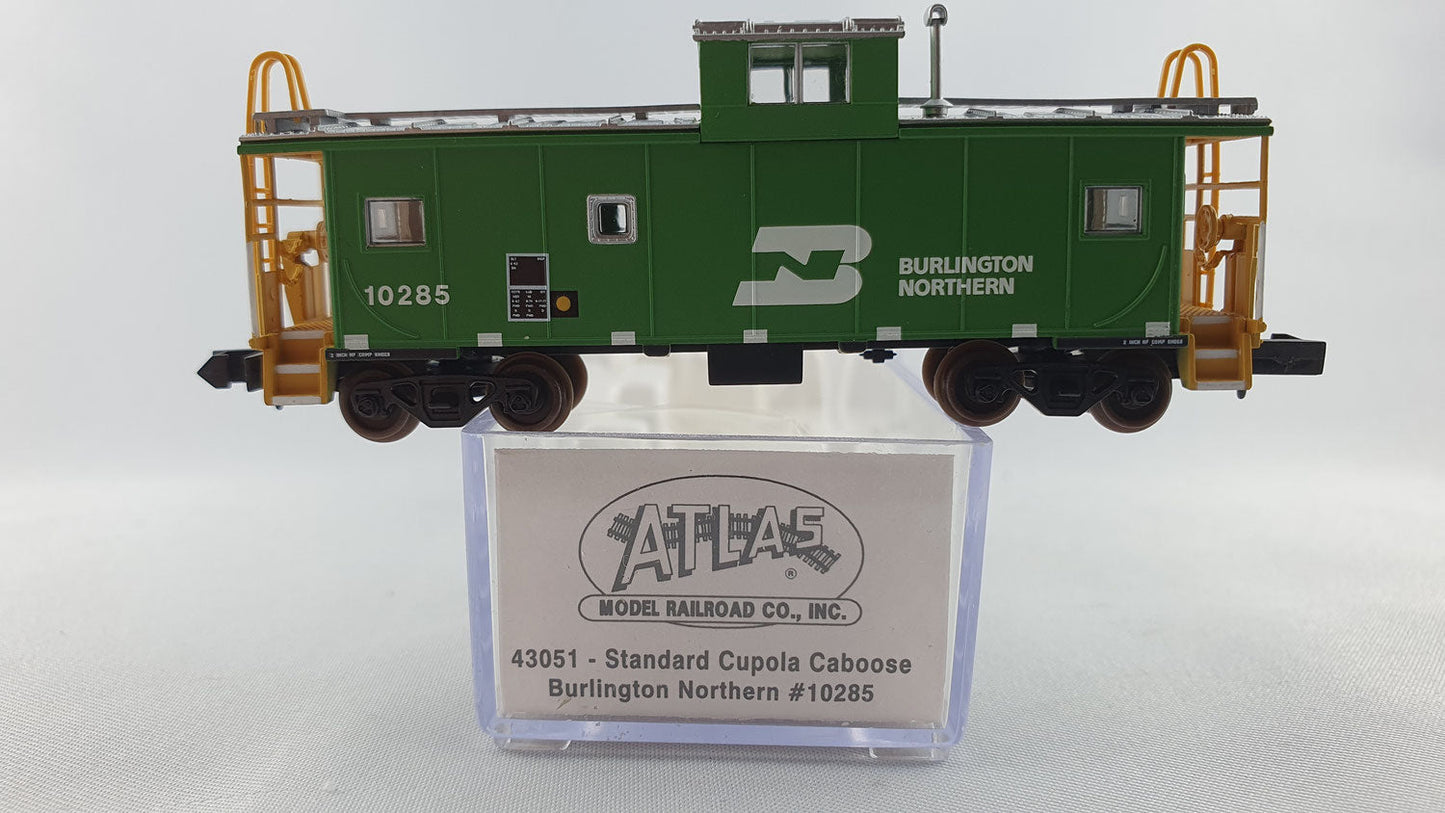 10285
BURLINGTON
NORTHERN
ATLAS
®
MODEL RAILROAD CO., INC.
43051 - Standard Cupola Caboose
Burlington Northern #10285